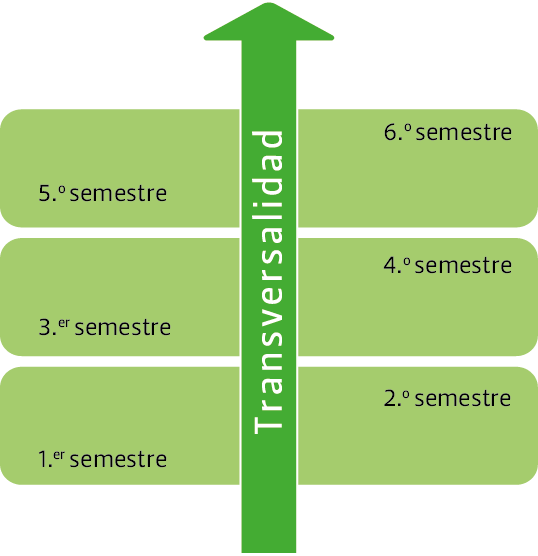 6.º semestre
5.º semestre
4.º semestre
3.er semestre
2.º semestre
1.er semestre
Transversalidad